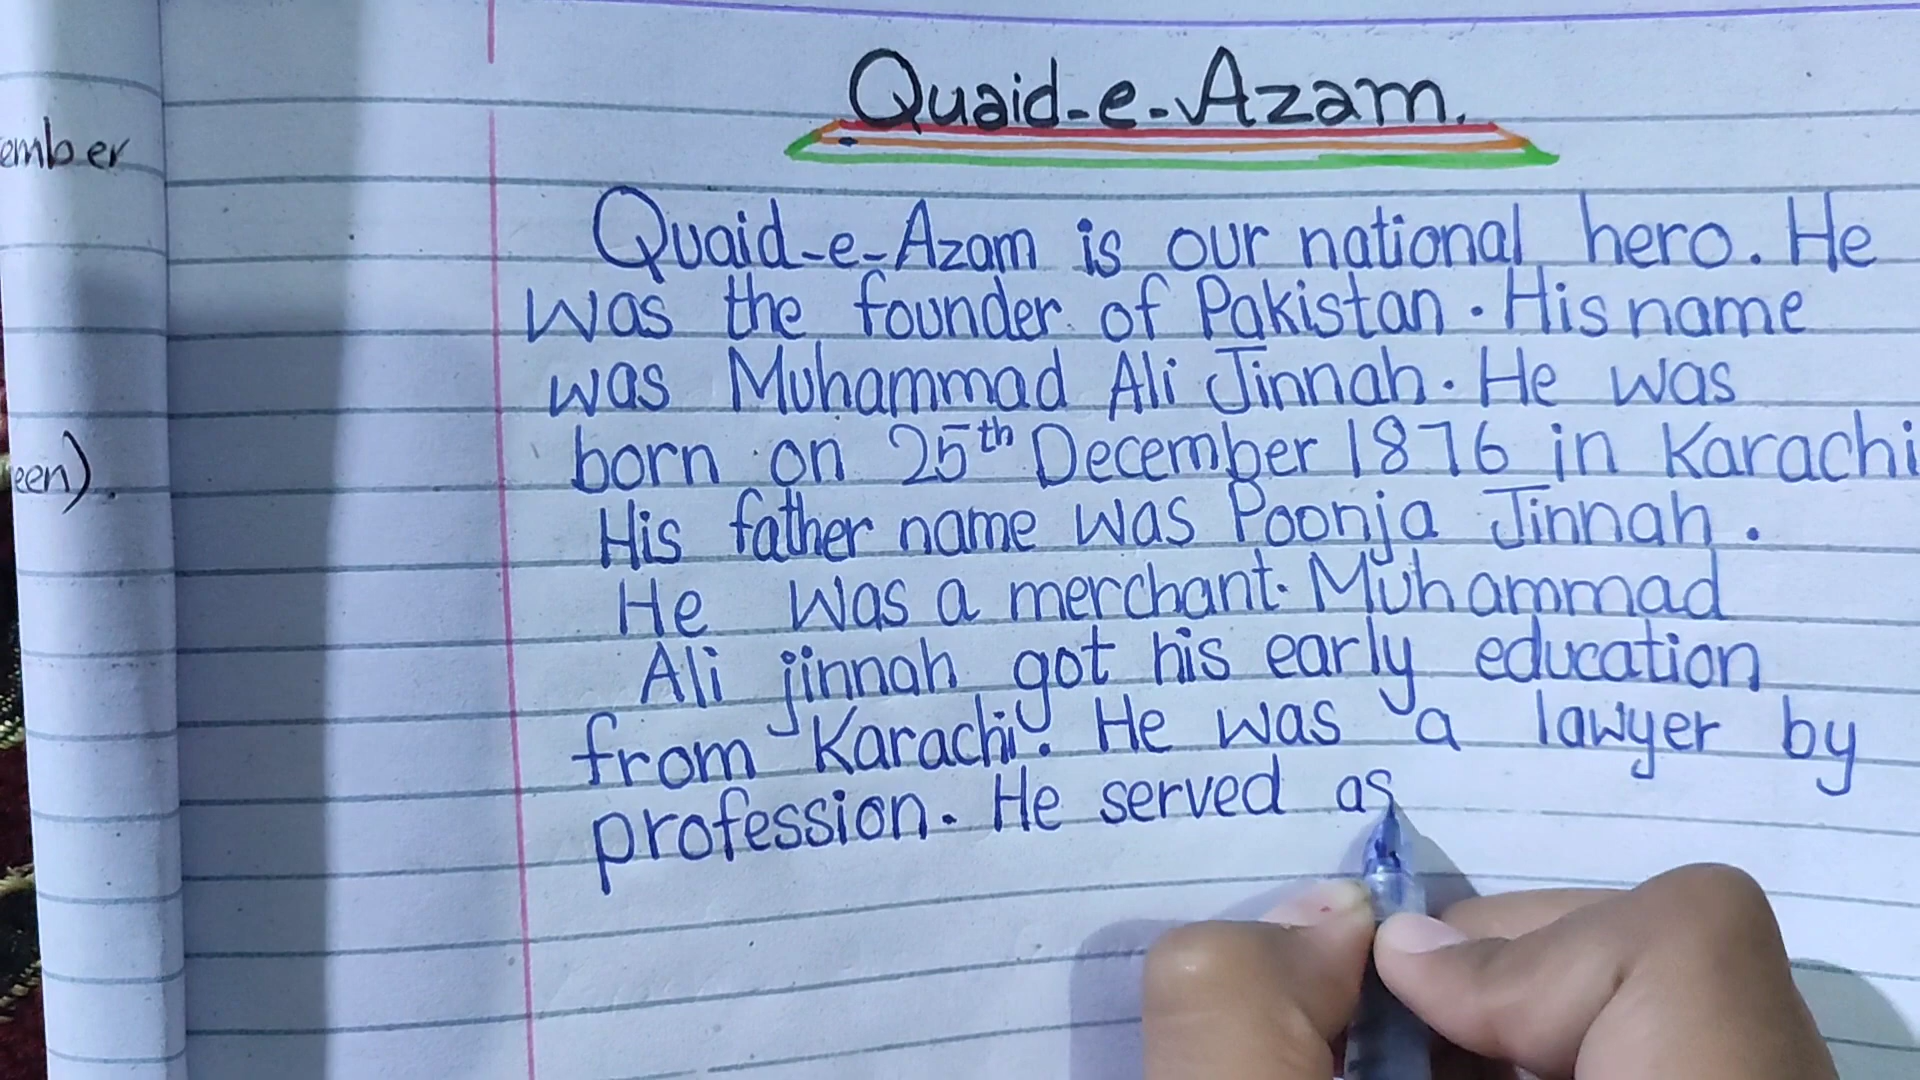 Quaid-e-Azam.
ember
een).
Quaid-e-Azam is our national hero. He
was the founder of Pakistan. His name
was Muhammad Ali Jinnah. He was
born on 25th December 1876 in Karachi
His father name was Poonja Jinnah.
He was a merchant. Muhammad
Ali jinnah got his early education
from Karachi. He was a lawyer by
profession. He served as